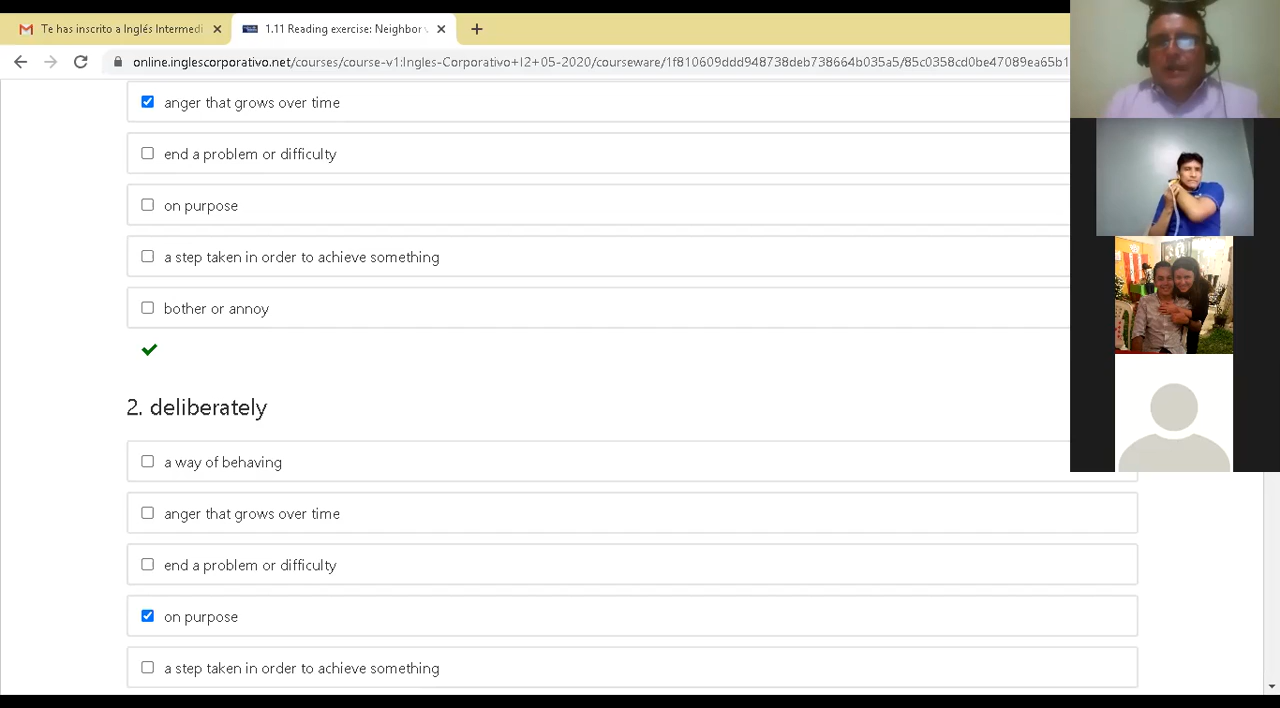 Te has inscrito a Inglés Intermedi
1.11 Reading exercise: Neighbor
online.inglescorporativo.net/courses/course-v1:Ingles-Corporativo+I2+05-2020/courseware/1f810609ddd948738deb738664b035a5/85c0358cd0be47089ea65b1
anger that grows over time
end a problem or difficulty
on purpose
a step taken in order to achieve something
bother or annoy
2. deliberately
a way of behaving
anger that grows over time
end a problem or difficulty
on purpose
a step taken in order to achieve something